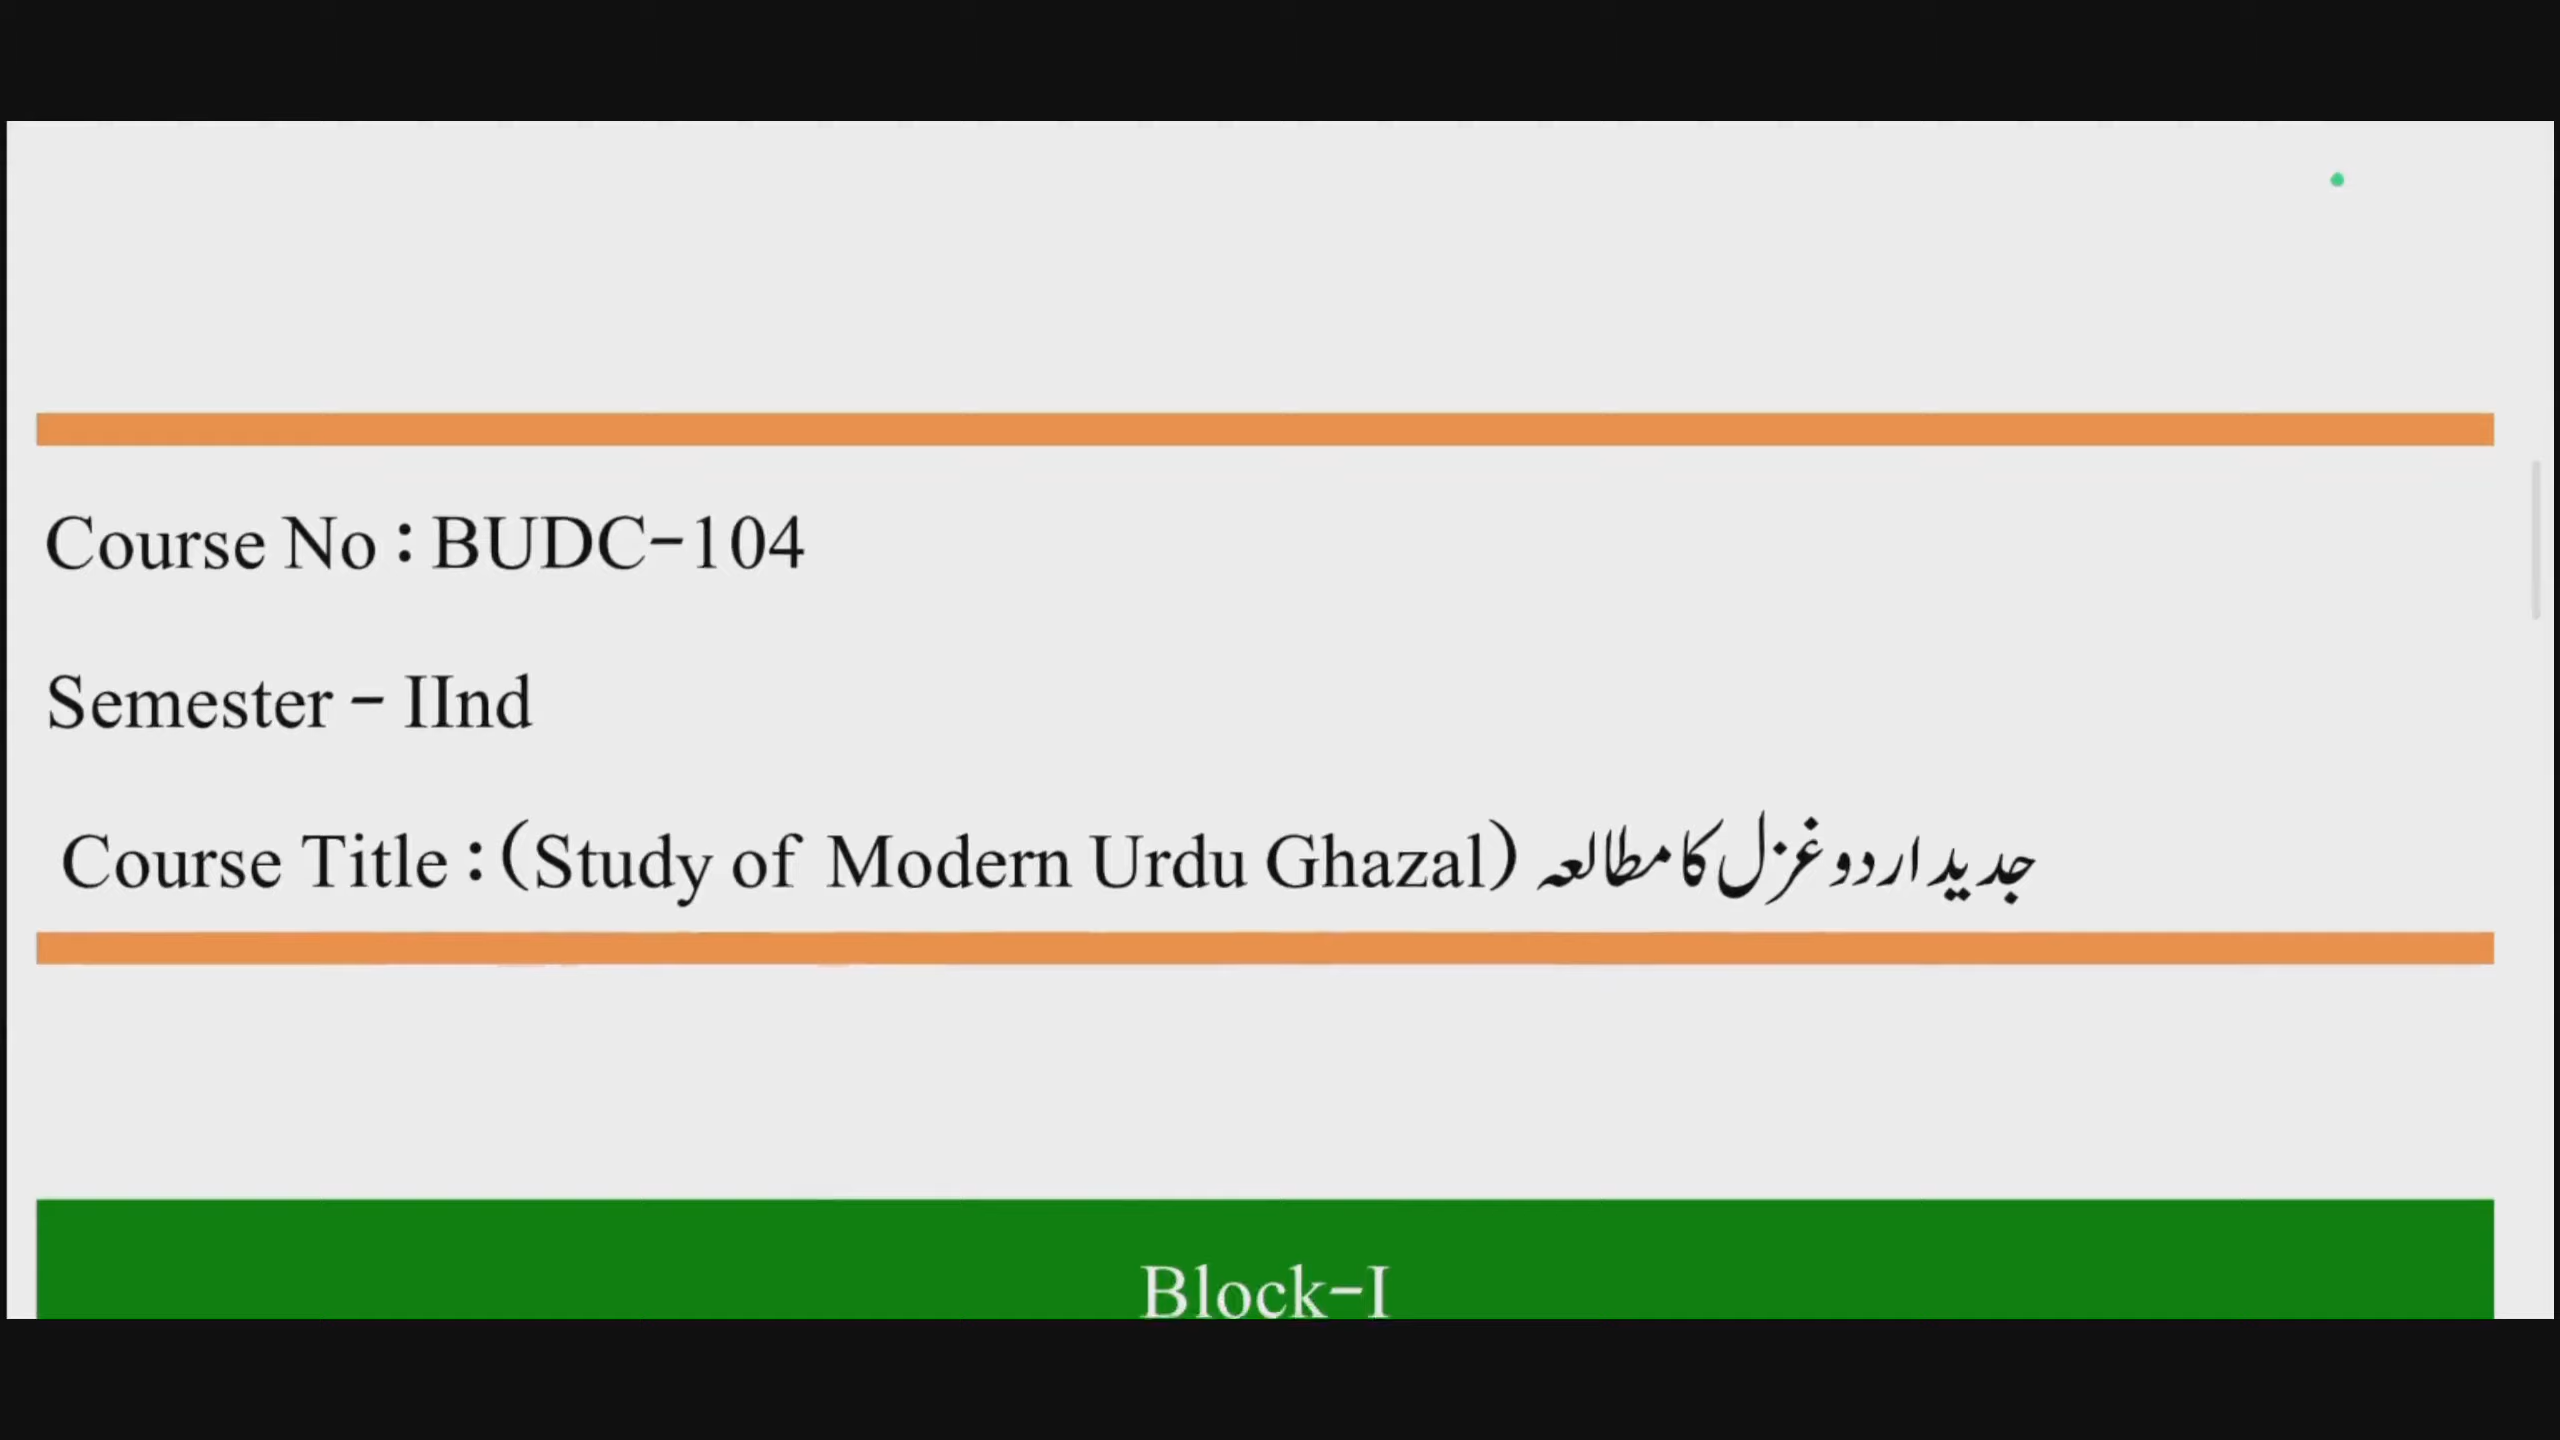 Course No : BUDC-104
Semester - IInd
Course Title : (Study of Modern Urdu Ghazal) جدید اردو غزل کا مطالعہ
Block-I